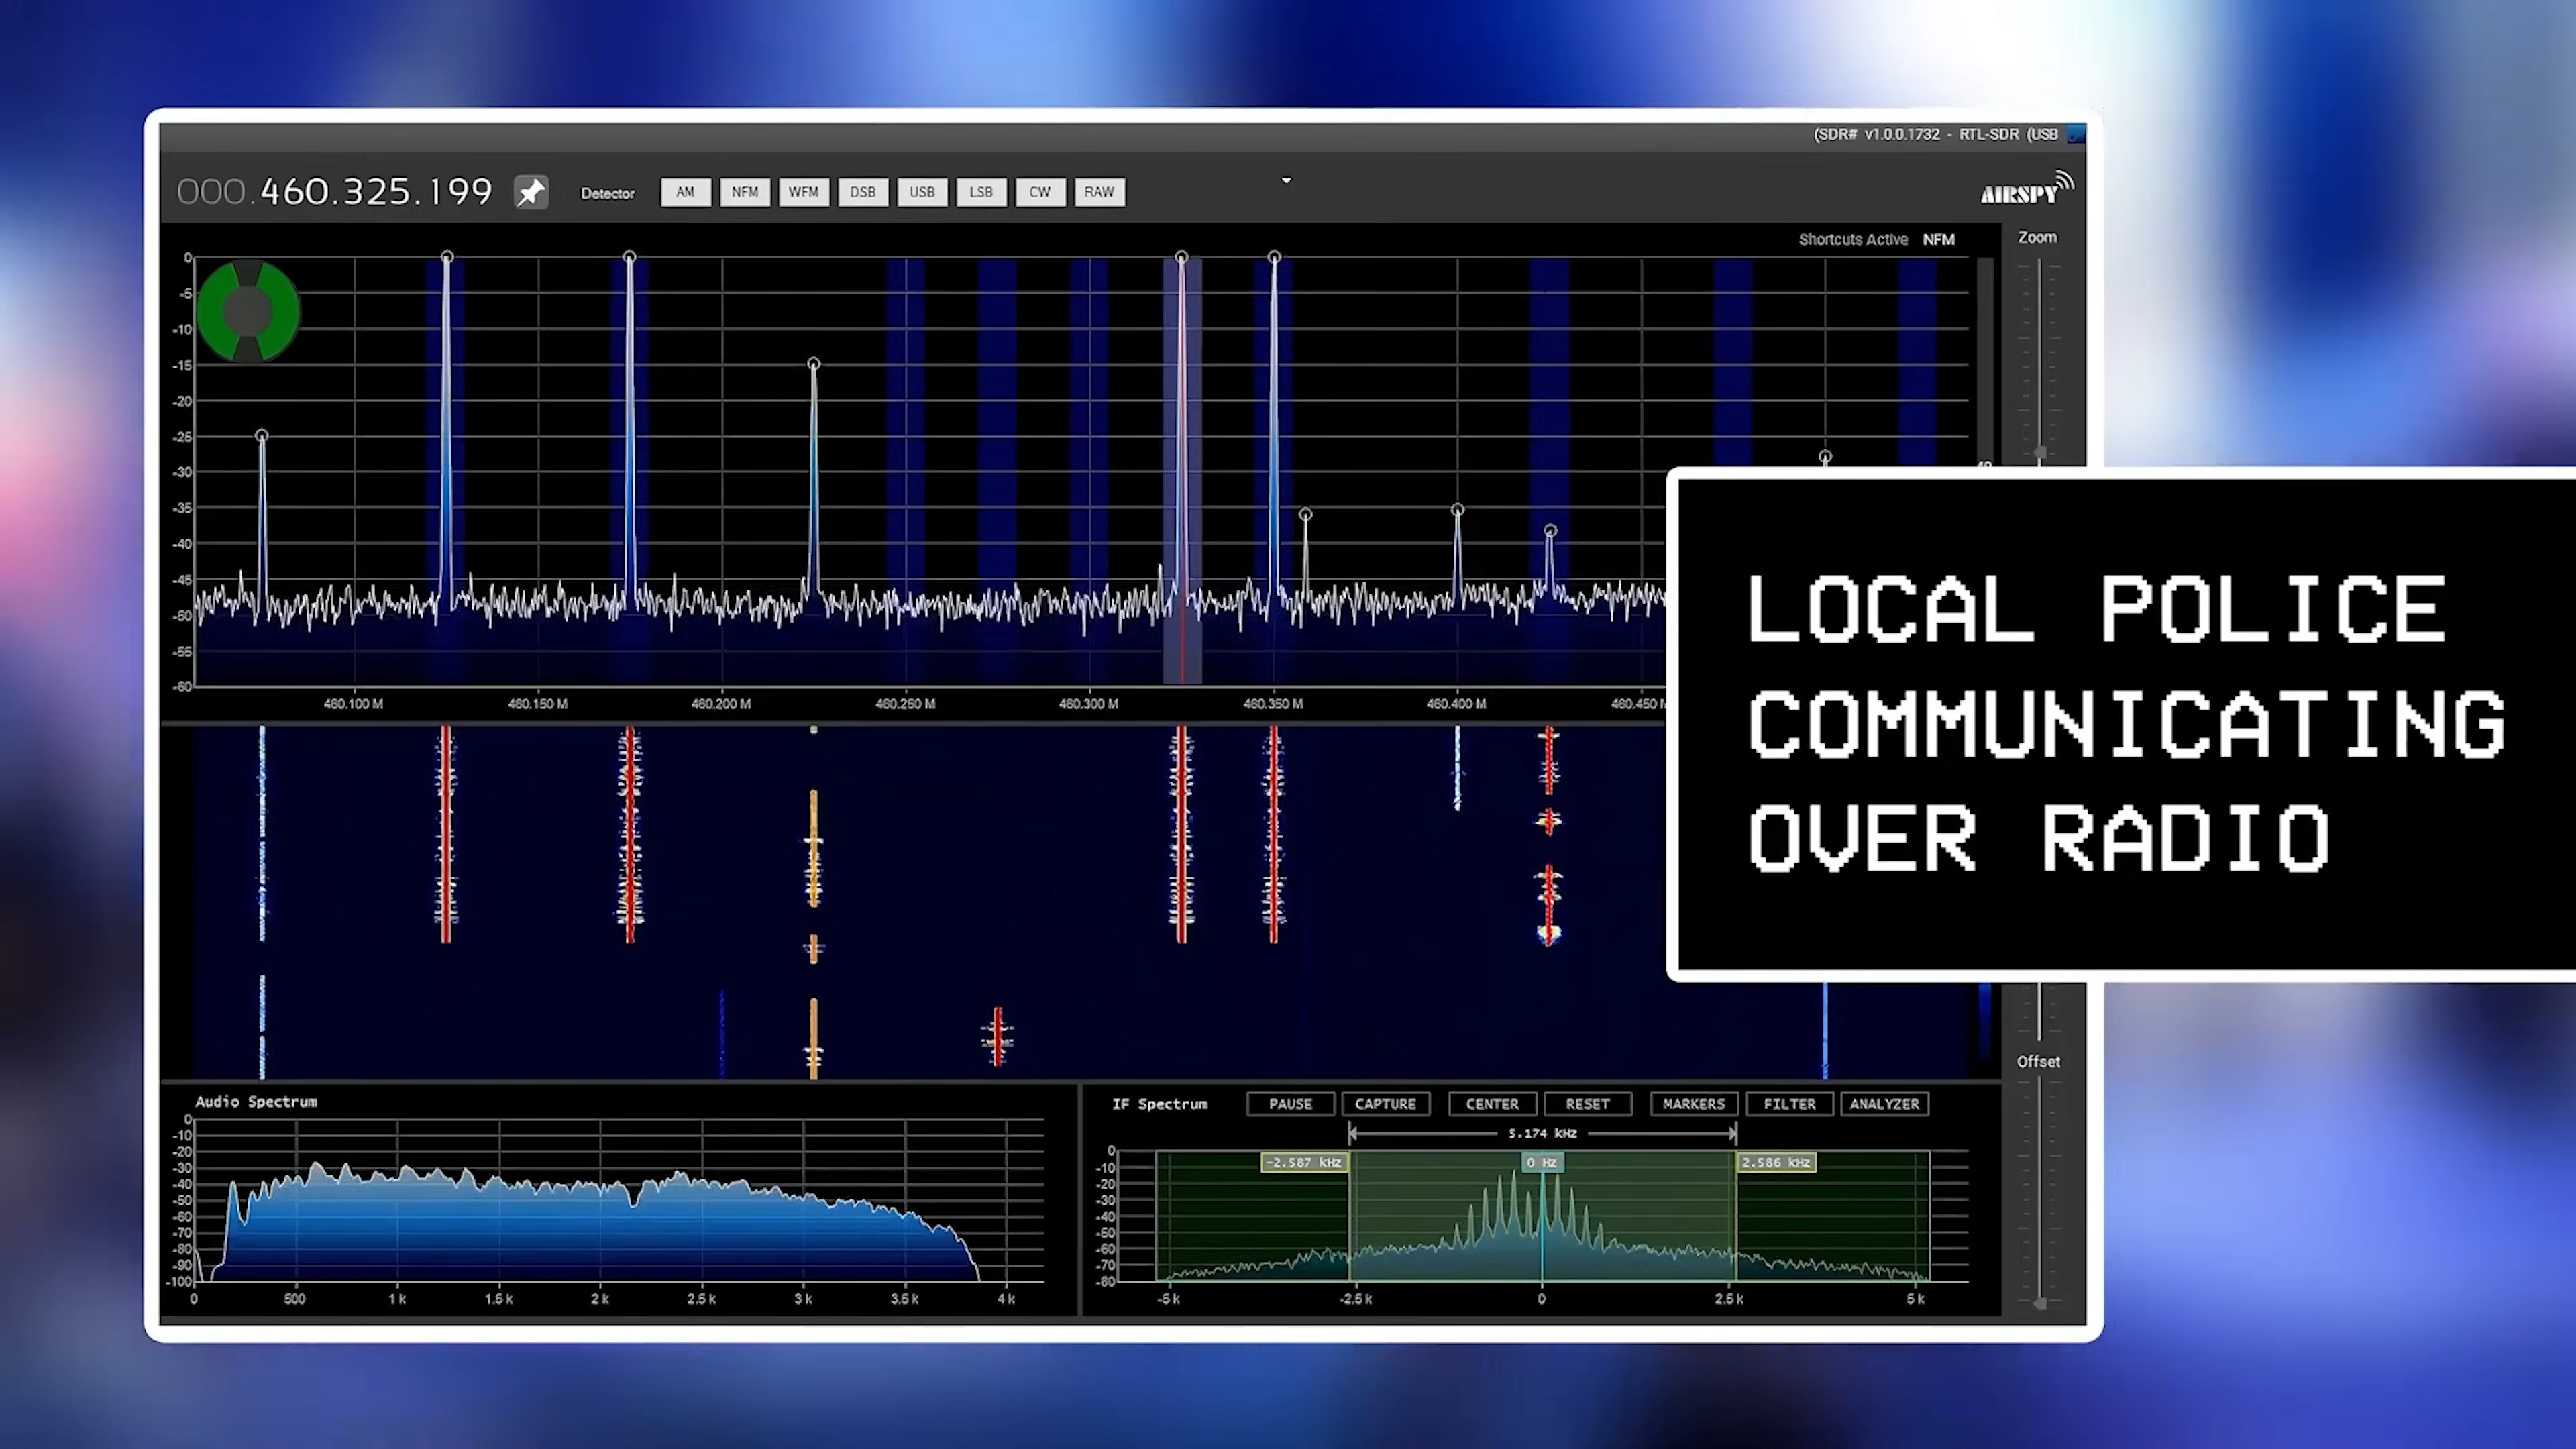 (SDR# v1.0.0.1732 - RTL-SDR (USB
000.460.325.199 Detector AM NFM WFM DSB USB LSB CW RAW AIRSPY
Shortcuts Active NFM Zoom
0
-5
-10
-15
-20
-25
-30
-35
-40
-45
-50
-55
-60
460.100 M 460.150 M 460.200 M 460.250 M 460.300 M 460.350 M 460.400 M 460.450
LOCAL POLICE
COMMUNICATING
OVER RADIO
Offset
Audio Spectrum
0
-10
-20
-30
-40
-50
-60
-70
-80
-90
-100
0 500 1 k 1.5 k 2 k 2.5 k 3 k 3.5 k 4 k
IF Spectrum PAUSE CAPTURE CENTER RESET MARKERS FILTER ANALYZER
5.174 kHz
-2.587 kHz 0 Hz 2.586 kHz
0
-10
-20
-30
-40
-50
-60
-70
-80
-5 k -2.5 k 0 2.5 k 5 k